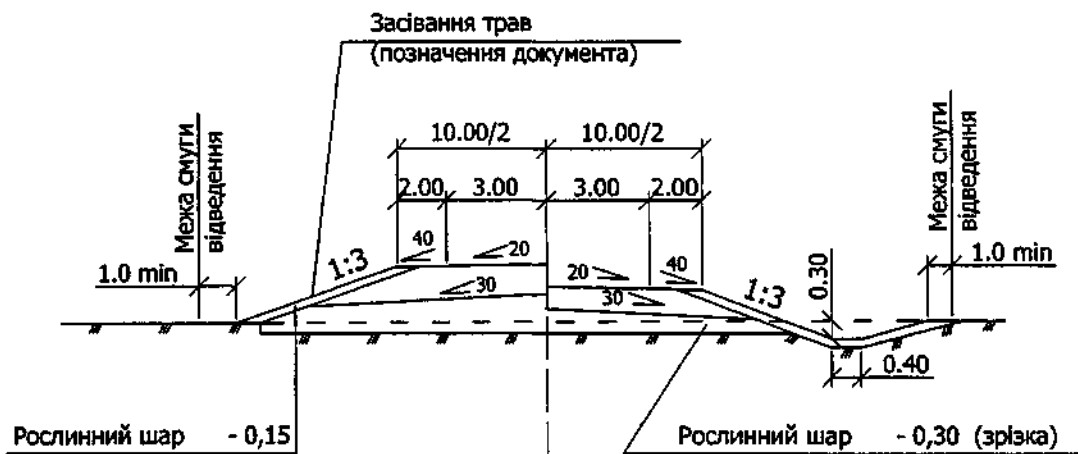 Засівання трав
(позначення документа)
Межа смуги
відведення
Межа смуги
відведення
10.00/2
10.00/2
2.00
3.00
3.00
2.00
1.0 min
1.0 min
1:3
40
20
30
20
40
30
1:3
0.30
0.40
Рослинний шар - 0,15
Рослинний шар - 0,30 (зрізка)